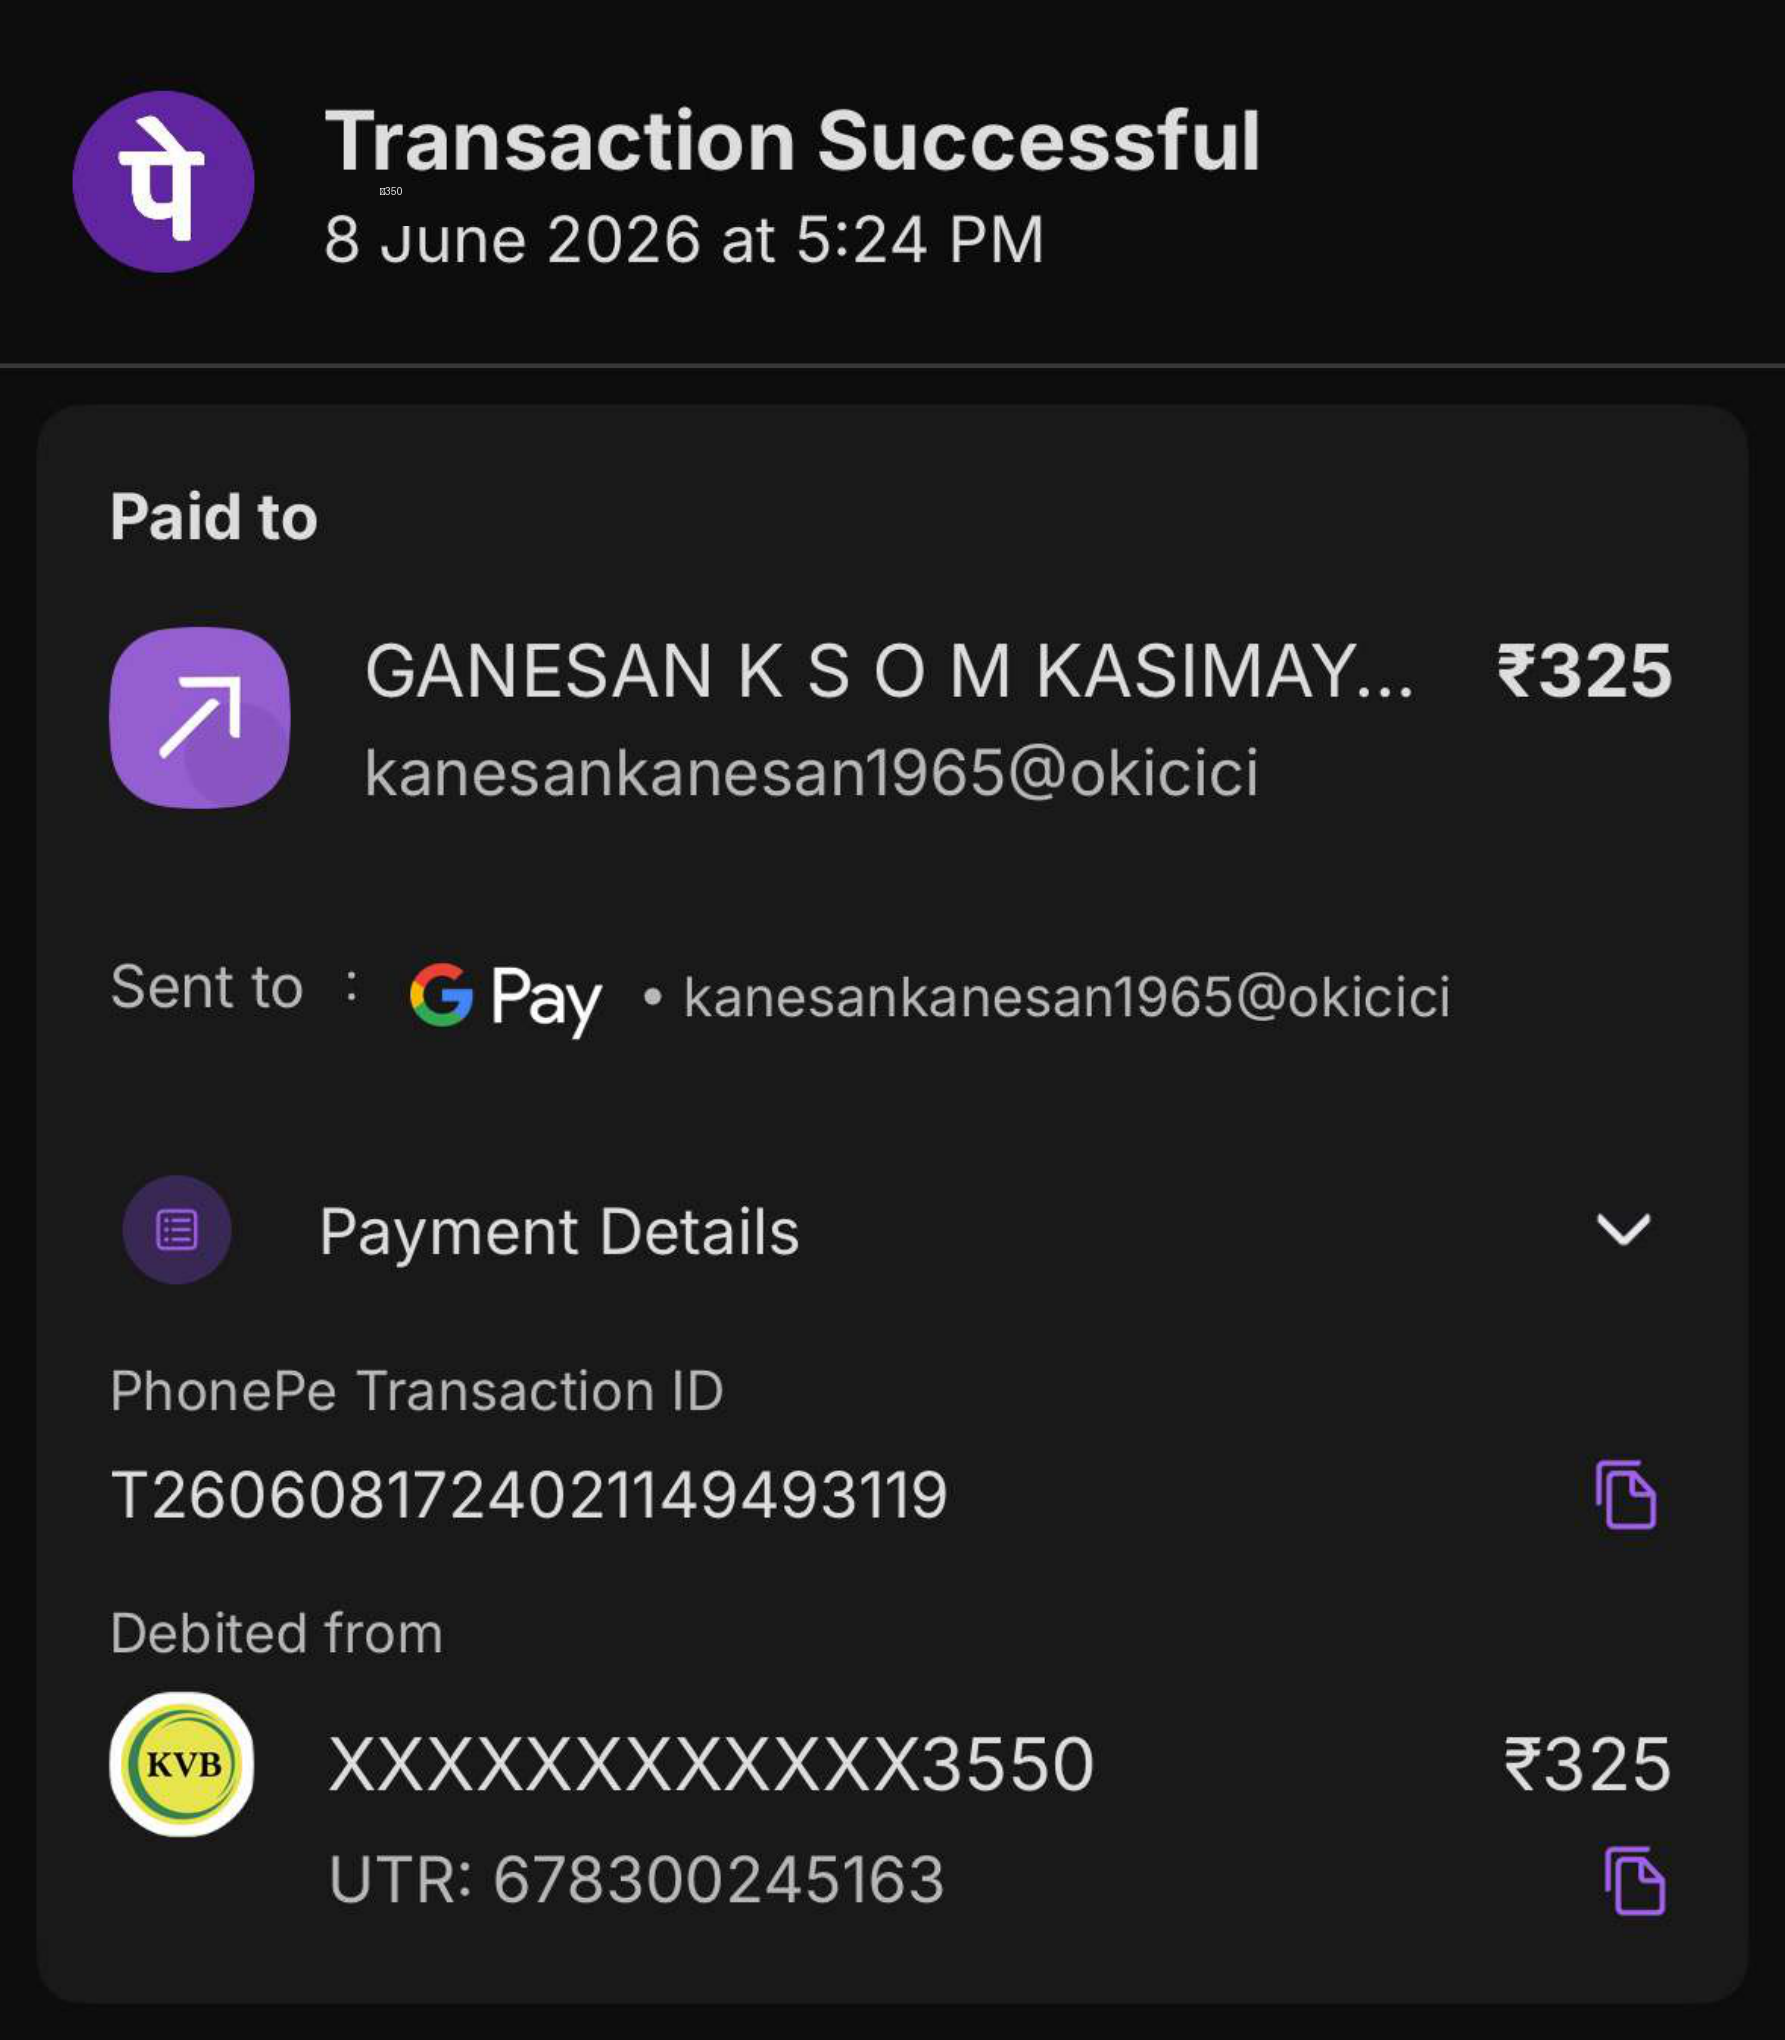 पे
Transaction Successful
350
8 June 2026 at 5:24 PM
Paid to
GANESAN K S O M KASIMAY... ₹325
kanesankanesan1965@okicici
Sent to : G Pay • kanesankanesan1965@okicici
Payment Details
PhonePe Transaction ID
T2606081724021149493119
Debited from
KVB XXXXXXXXXXXX3550 ₹325
UTR: 678300245163